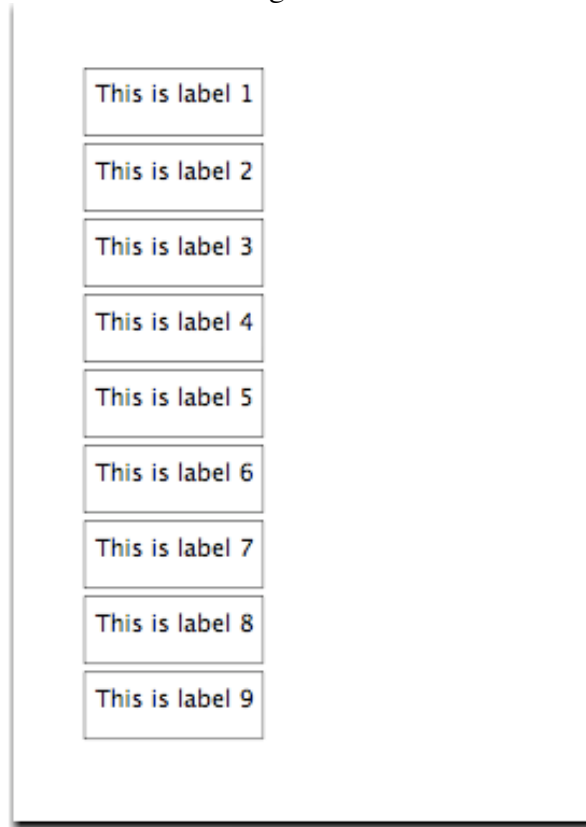 This is label 1
This is label 2
This is label 3
This is label 4
This is label 5
This is label 6
This is label 7
This is label 8
This is label 9